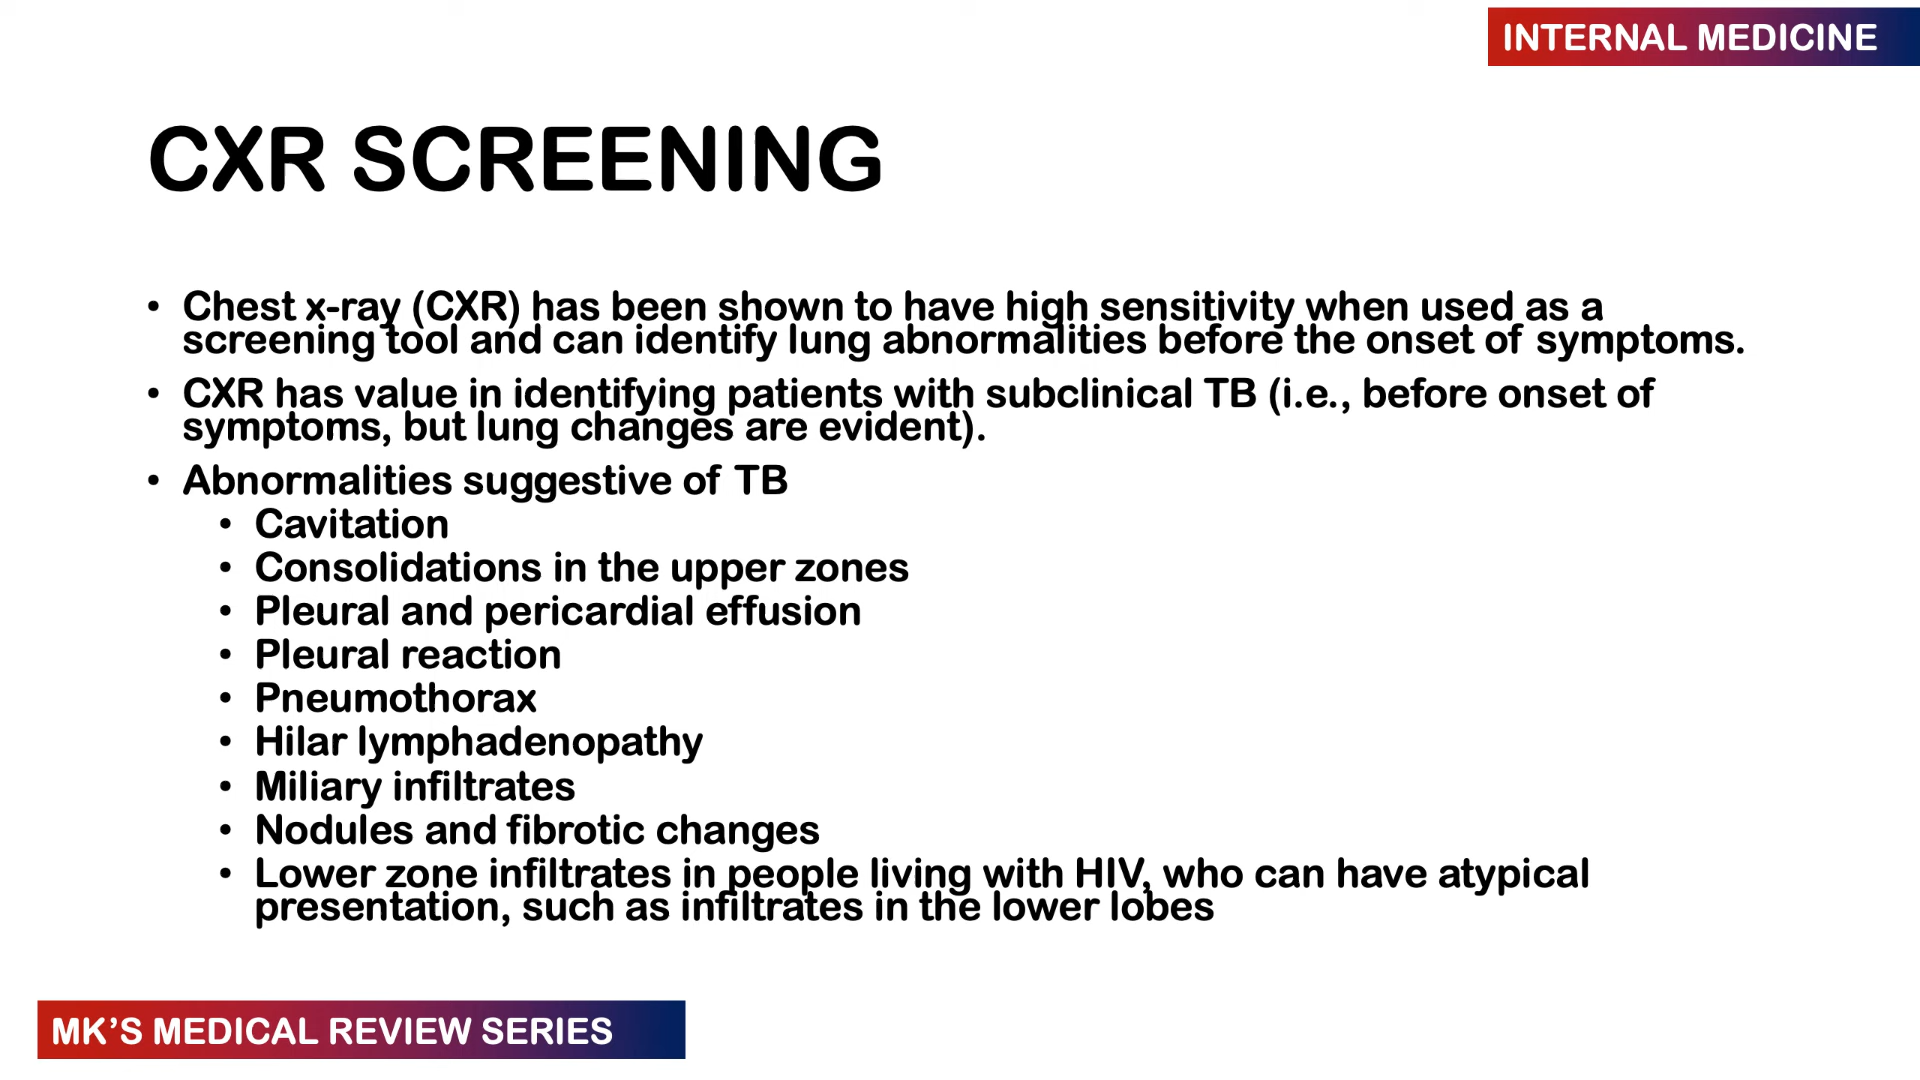 INTERNAL MEDICINE
CXR SCREENING
• Chest x-ray (CXR) has been shown to have high sensitivity when used as a
screening tool and can identify lung abnormalities before the onset of symptoms.
• CXR has value in identifying patients with subclinical TB (i.e., before onset of
symptoms, but lung changes are evident).
• Abnormalities suggestive of TB
• Cavitation
• Consolidations in the upper zones
• Pleural and pericardial effusion
• Pleural reaction
• Pneumothorax
• Hilar lymphadenopathy
• Miliary infiltrates
• Nodules and fibrotic changes
• Lower zone infiltrates in people living with HIV, who can have atypical
presentation, such as infiltrates in the lower lobes
MK’S MEDICAL REVIEW SERIES